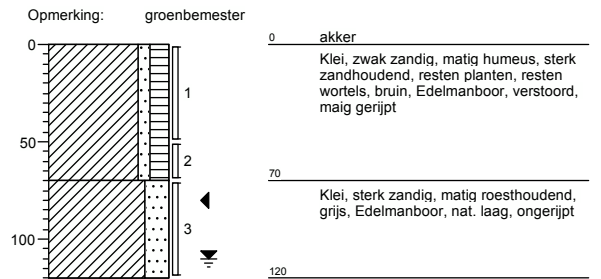 Opmerking: groenbemester
0
0 akker
Klei, zwak zandig, matig humeus, sterk
zandhoudend, resten planten, resten
wortels, bruin, Edelmanboor, verstoord,
maig gerijpt
1
50
2
70
Klei, sterk zandig, matig roesthoudend,
grijs, Edelmanboor, nat. laag, ongerijpt
3
100
120